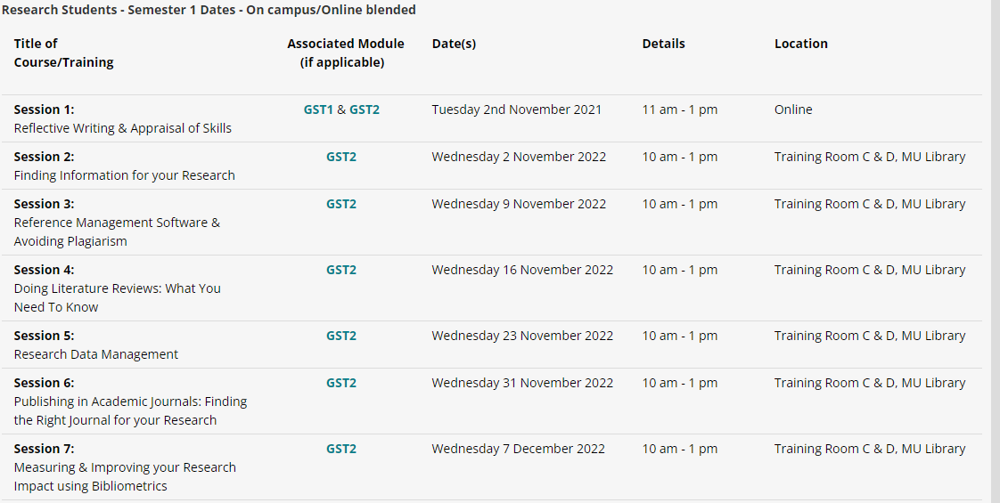 Research Students - Semester 1 Dates - On campus/Online blended
Title of Associated Module Date(s) Details Location
Course/Training (if applicable)
Session 1: GST1 & GST2 Tuesday 2nd November 2021 11 am - 1 pm Online
Reflective Writing & Appraisal of Skills
Session 2: GST2 Wednesday 2 November 2022 10 am - 1 pm Training Room C & D, MU Library
Finding Information for your Research
Session 3: GST2 Wednesday 9 November 2022 10 am - 1 pm Training Room C & D, MU Library
Reference Management Software &
Avoiding Plagiarism
Session 4: GST2 Wednesday 16 November 2022 10 am - 1 pm Training Room C & D, MU Library
Doing Literature Reviews: What You
Need To Know
Session 5: GST2 Wednesday 23 November 2022 10 am - 1 pm Training Room C & D, MU Library
Research Data Management
Session 6: GST2 Wednesday 31 November 2022 10 am - 1 pm Training Room C & D, MU Library
Publishing in Academic Journals: Finding
the Right Journal for your Research
Session 7: GST2 Wednesday 7 December 2022 10 am - 1 pm Training Room C & D, MU Library
Measuring & Improving your Research
Impact using Bibliometrics